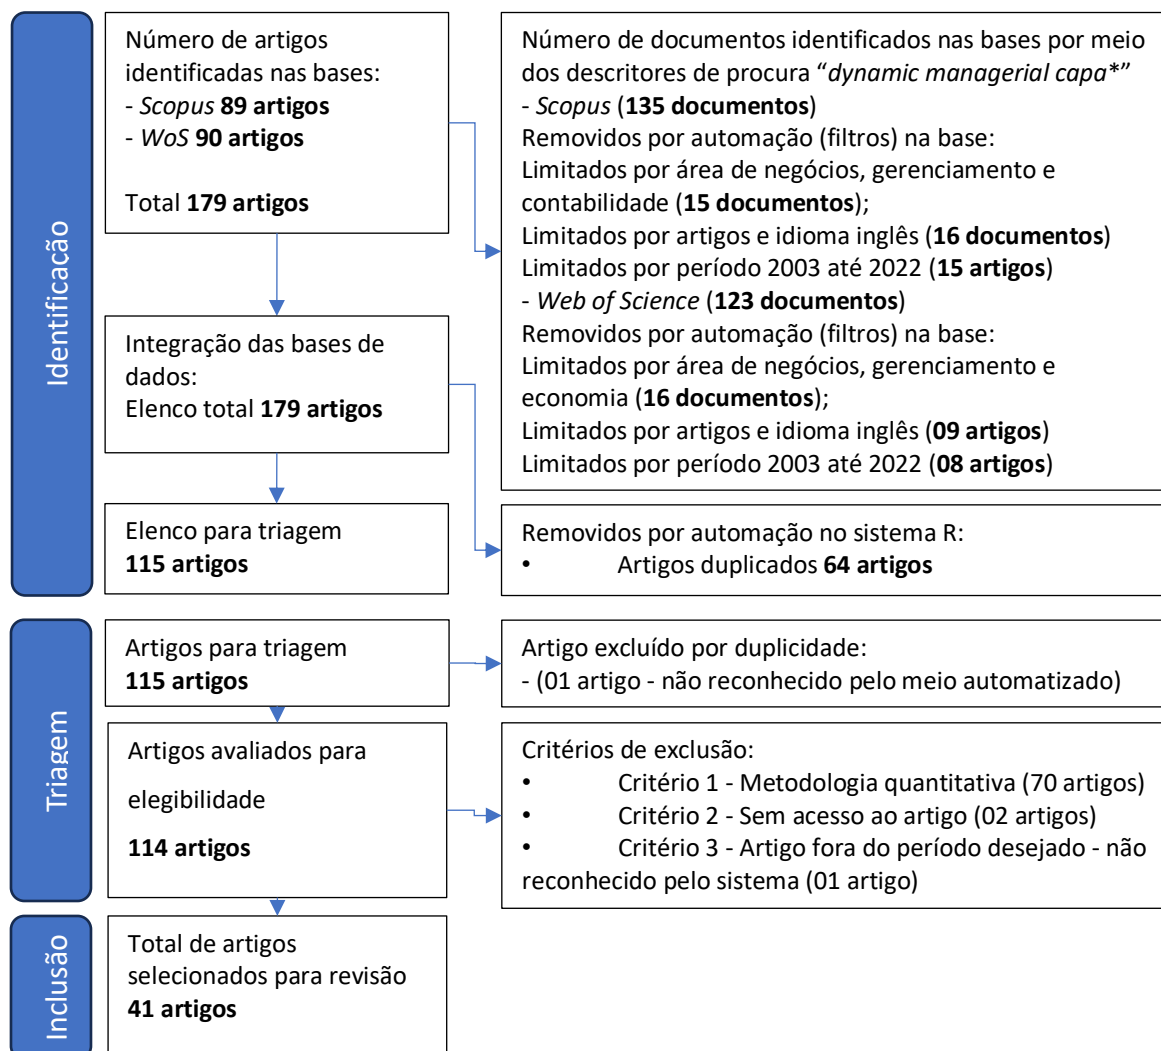 Identificação
Número de artigos
identificadas nas bases:
- Scopus 89 artigos
- WoS 90 artigos
Total 179 artigos
Número de documentos identificados nas bases por meio
dos descritores de procura “dynamic managerial capa*”
- Scopus (135 documentos)
Removidos por automação (filtros) na base:
Limitados por área de negócios, gerenciamento e
contabilidade (15 documentos);
Limitados por artigos e idioma inglês (16 documentos)
Limitados por período 2003 até 2022 (15 artigos)
- Web of Science (123 documentos)
Removidos por automação (filtros) na base:
Limitados por área de negócios, gerenciamento e
economia (16 documentos);
Limitados por artigos e idioma inglês (09 artigos)
Limitados por período 2003 até 2022 (08 artigos)
Integração das bases de
dados:
Elenco total 179 artigos
Elenco para triagem
115 artigos
Removidos por automação no sistema R:
• Artigos duplicados 64 artigos
Triagem
Artigos para triagem
115 artigos
Artigo excluído por duplicidade:
- (01 artigo - não reconhecido pelo meio automatizado)
Artigos avaliados para
elegibilidade
114 artigos
Critérios de exclusão:
• Critério 1 - Metodologia quantitativa (70 artigos)
• Critério 2 - Sem acesso ao artigo (02 artigos)
• Critério 3 - Artigo fora do período desejado - não
reconhecido pelo sistema (01 artigo)
Inclusão
Total de artigos
selecionados para revisão
41 artigos